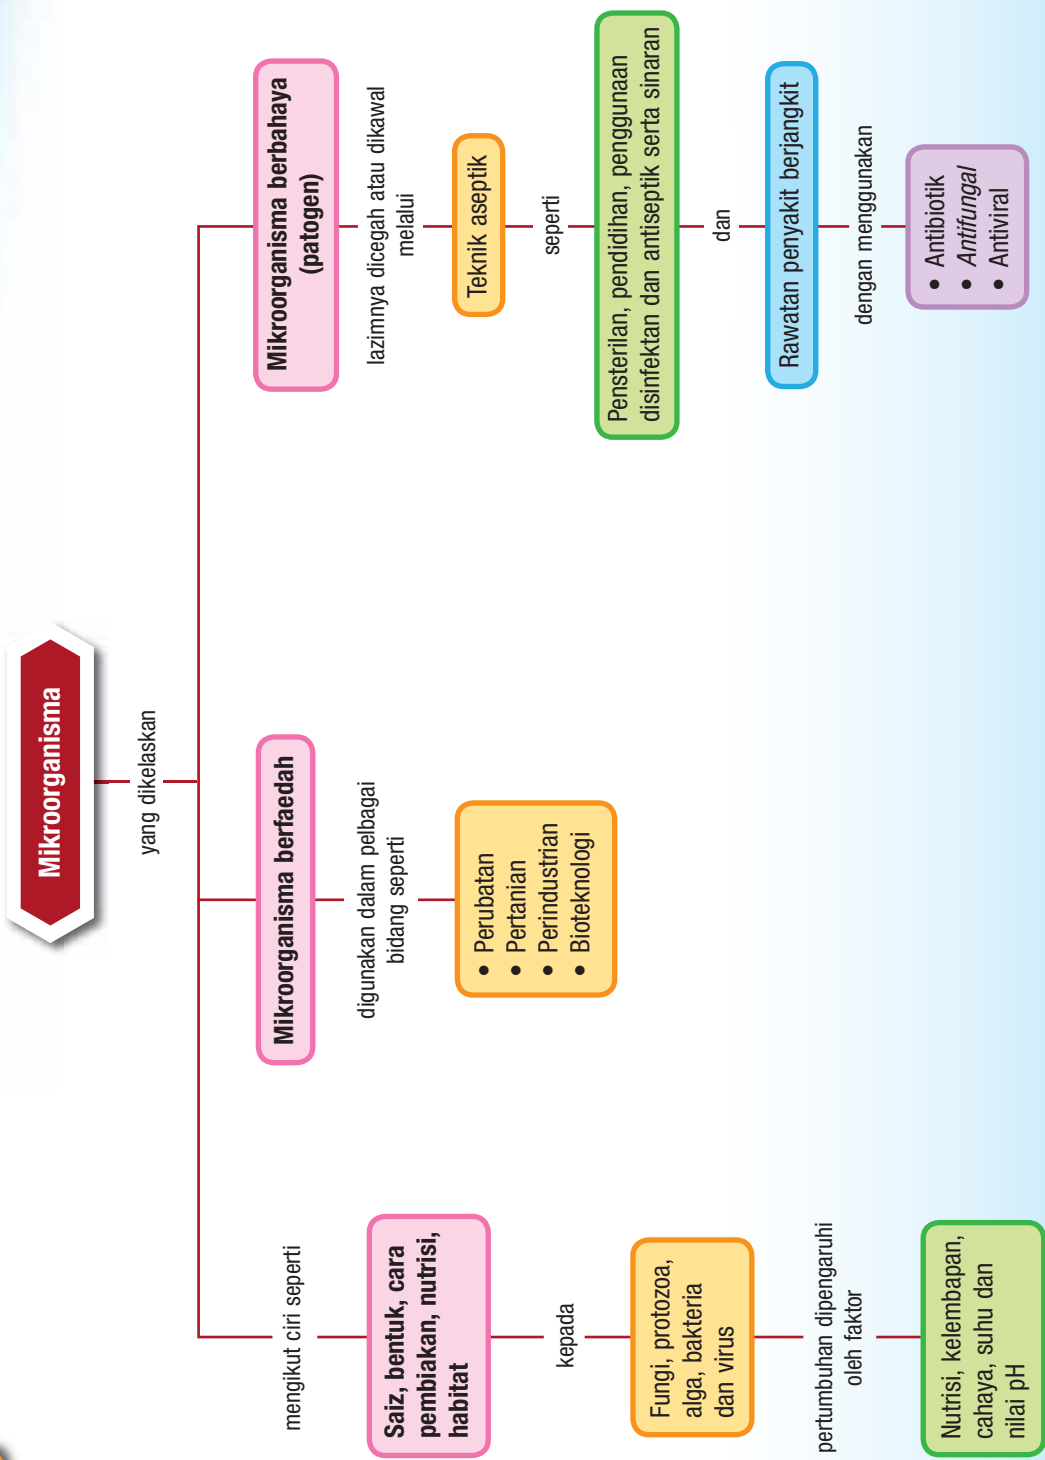 Mikroorganisma
yang dikelaskan
mengikut ciri seperti
Saiz, bentuk, cara
pembiakan, nutrisi,
habitat
kepada
Fungi, protozoa,
alga, bakteria
dan virus
pertumbuhan dipengaruhi
oleh faktor
Nutrisi, kelembapan,
cahaya, suhu dan
nilai pH
Mikroorganisma berfaedah
digunakan dalam pelbagai
bidang seperti
• Perubatan
• Pertanian
• Perindustrian
• Bioteknologi
Mikroorganisma berbahaya
(patogen)
lazimnya dicegah atau dikawal
melalui
Teknik aseptik
seperti
Pensterilan, pendidihan, penggunaan
disinfektan dan antiseptik serta sinaran
dan
Rawatan penyakit berjangkit
dengan menggunakan
• Antibiotik
• Antifungal
• Antiviral